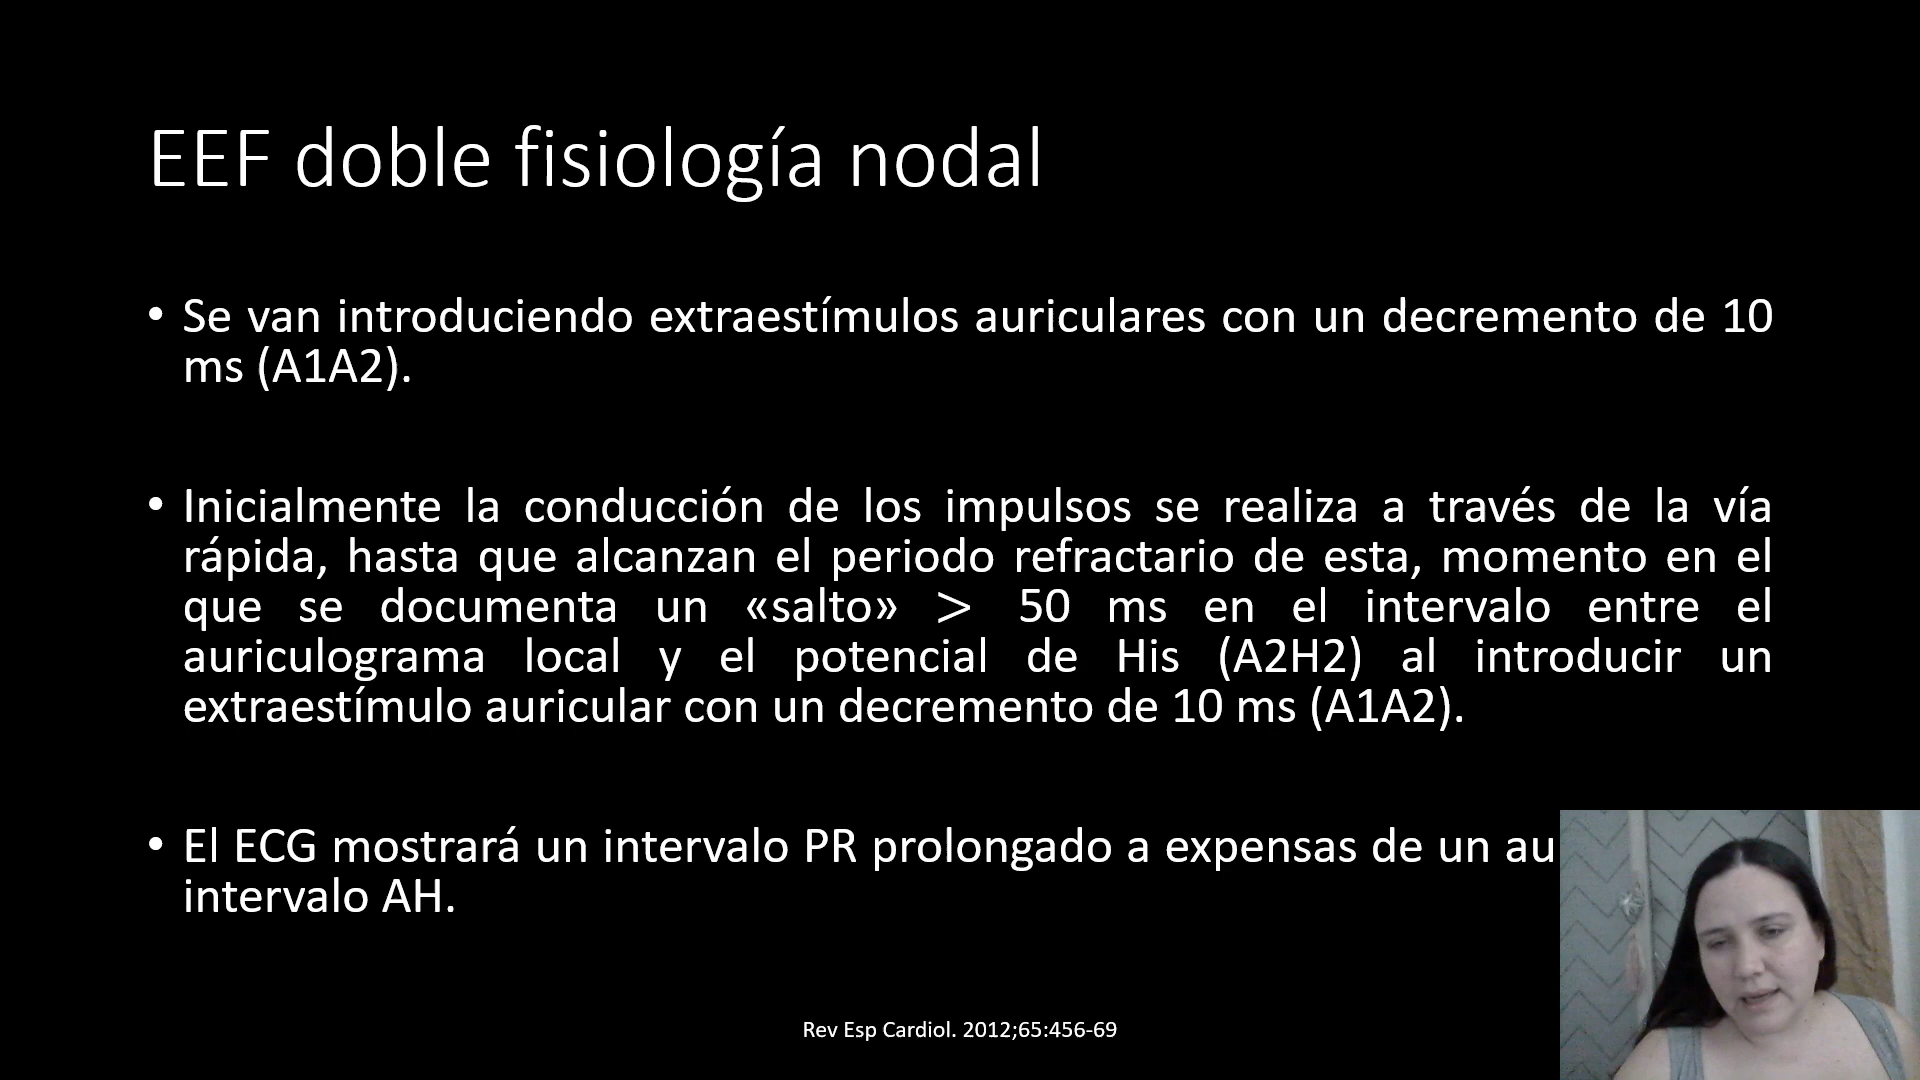 EEF doble fisiología nodal
• Se van introduciendo extraestímulos auriculares con un decremento de 10
ms (A1A2).
• Inicialmente la conducción de los impulsos se realiza a través de la vía
rápida, hasta que alcanzan el periodo refractario de esta, momento en el
que se documenta un «salto» > 50 ms en el intervalo entre el
auriculograma local y el potencial de His (A2H2) al introducir un
extraestímulo auricular con un decremento de 10 ms (A1A2).
• El ECG mostrará un intervalo PR prolongado a expensas de un
intervalo AH.
Rev Esp Cardiol. 2012;65:456-69